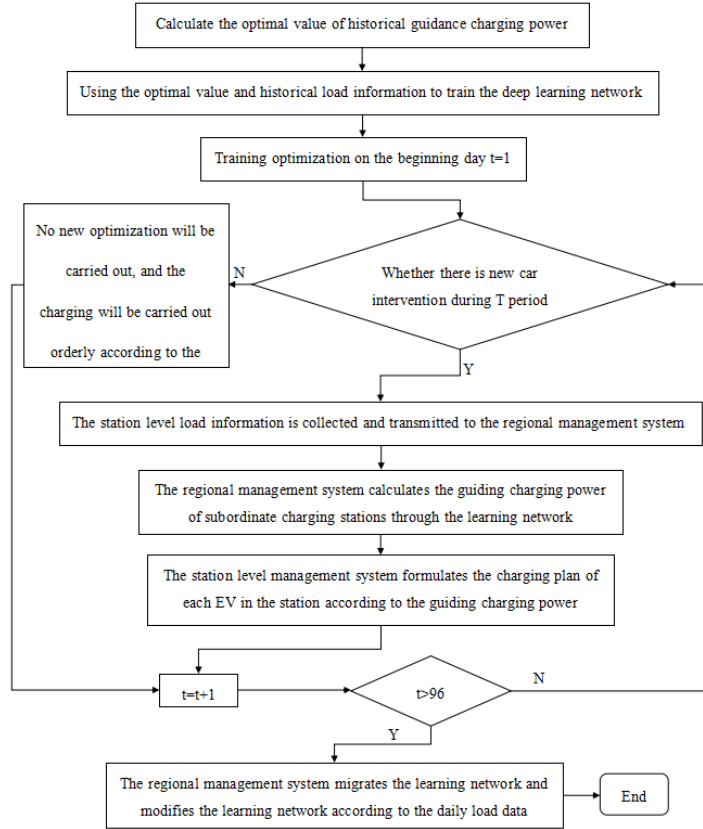 Calculate the optimal value of historical guidance charging power
Using the optimal value and historical load information to train the deep learning network
Training optimization on the beginning day t=1
No new optimization will be
carried out, and the
charging will be carried out
orderly according to the
N
Whether there is new car
intervention during T period
Y
The station level load information is collected and transmitted to the regional management system
The regional management system calculates the guiding charging power
of subordinate charging stations through the learning network
The station level management system formulates the charging plan of
each EV in the station according to the guiding charging power
t=t+1
t>96
N
Y
The regional management system migrates the learning network and
modifies the learning network according to the daily load data
End